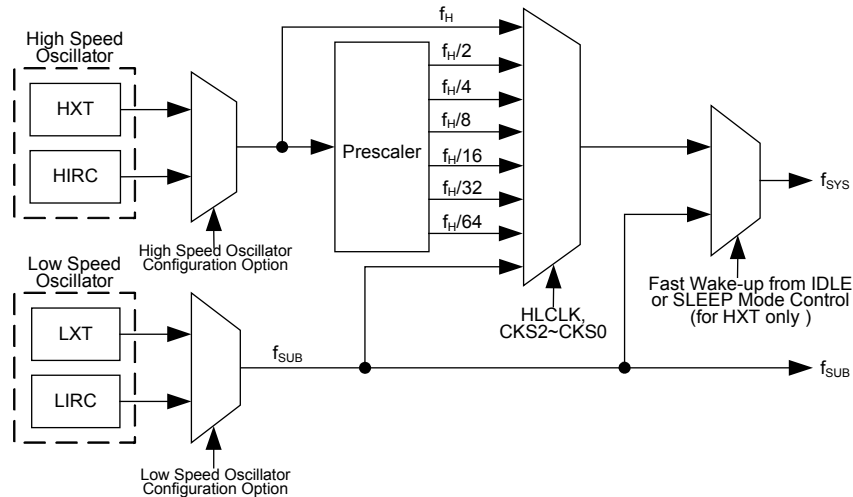 High Speed
Oscillator
HXT
HIRC
High Speed Oscillator
Configuration Option
Low Speed
Oscillator
LXT
LIRC
Low Speed Oscillator
Configuration Option
fH
Prescaler
fH/2
fH/4
fH/8
fH/16
fH/32
fH/64
HLCLK,
CKS2~CKS0
fSUB
fSYS
Fast Wake-up from IDLE
or SLEEP Mode Control
(for HXT only )
fSUB